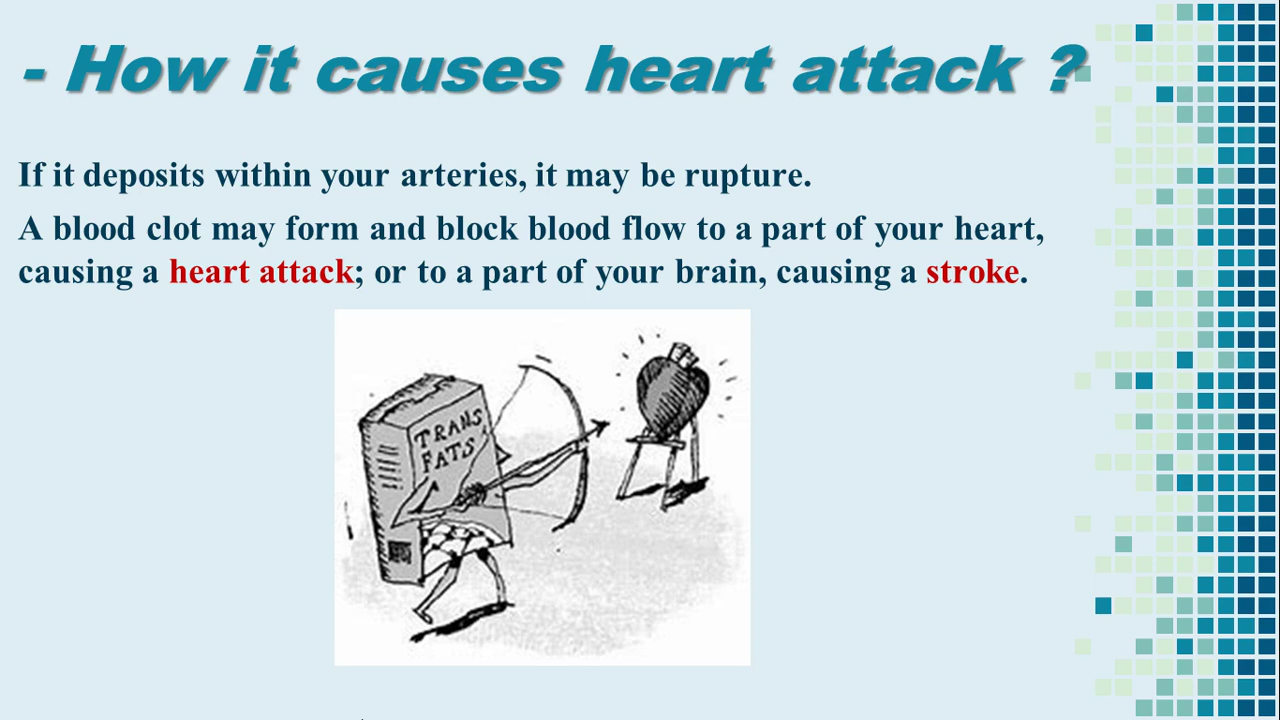 - How it causes heart attack ?
If it deposits within your arteries, it may be rupture.
A blood clot may form and block blood flow to a part of your heart,
causing a heart attack; or to a part of your brain, causing a stroke.
TRANS
FATS